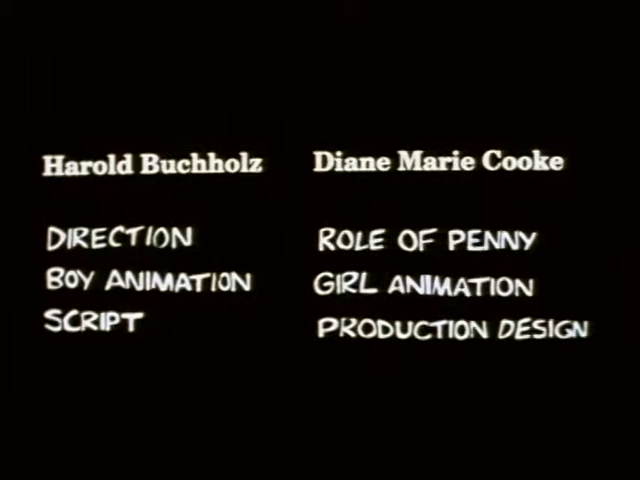 Harold Buchholz
DIRECTION
BOY ANIMATION
SCRIPT
Diane Marie Cooke
ROLE OF PENNY
GIRL ANIMATION
PRODUCTION DESIGN